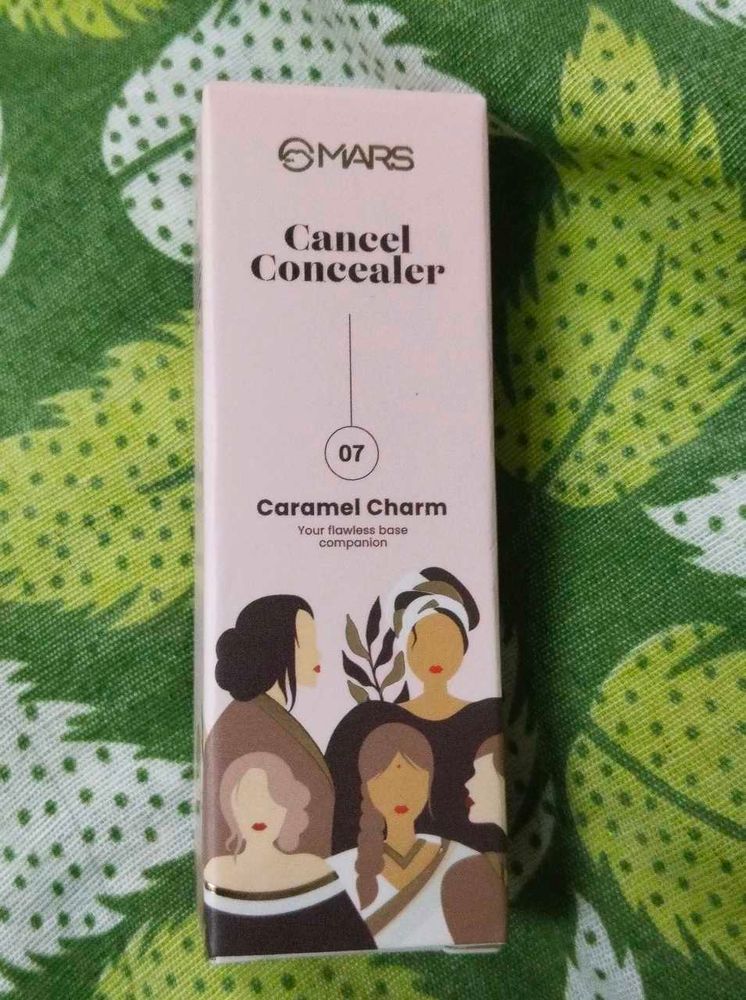 MARS
Cancel
Concealer
07
Caramel Charm
Your flawless base
companion